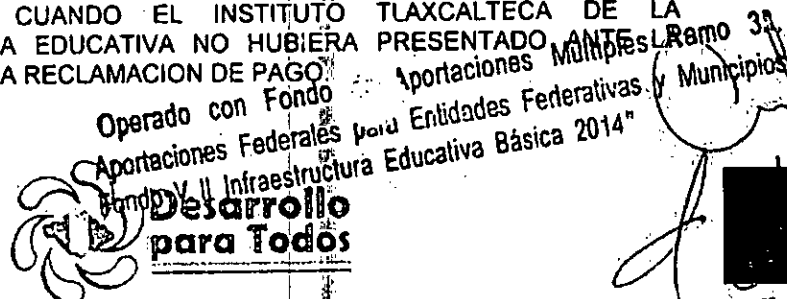 CUANDO EL INSTITUTO TLAXCALTECA DE LA
A EDUCATIVA NO HUBIERA PRESENTADO ANTE LA
A RECLAMACION DE PAGO
Operado con Fondo Aportaciones Múltiples Ramo 33,
Aportaciones Federales para Entidades Federativas y Municipios
Fondo V II Infraestructura Educativa Básica 2014"
Desarrollo
para Todos